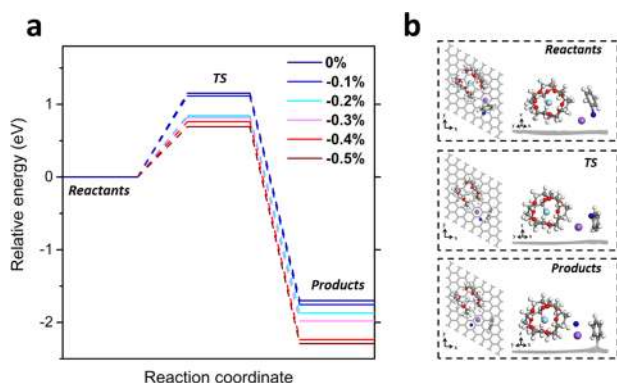 a
b
TS
0%
-0.1%
-0.2%
-0.3%
-0.4%
-0.5%
1
0
-1
-2
Relative energy (eV)
Reactants
Products
Reaction coordinate
Reactants
TS
Products